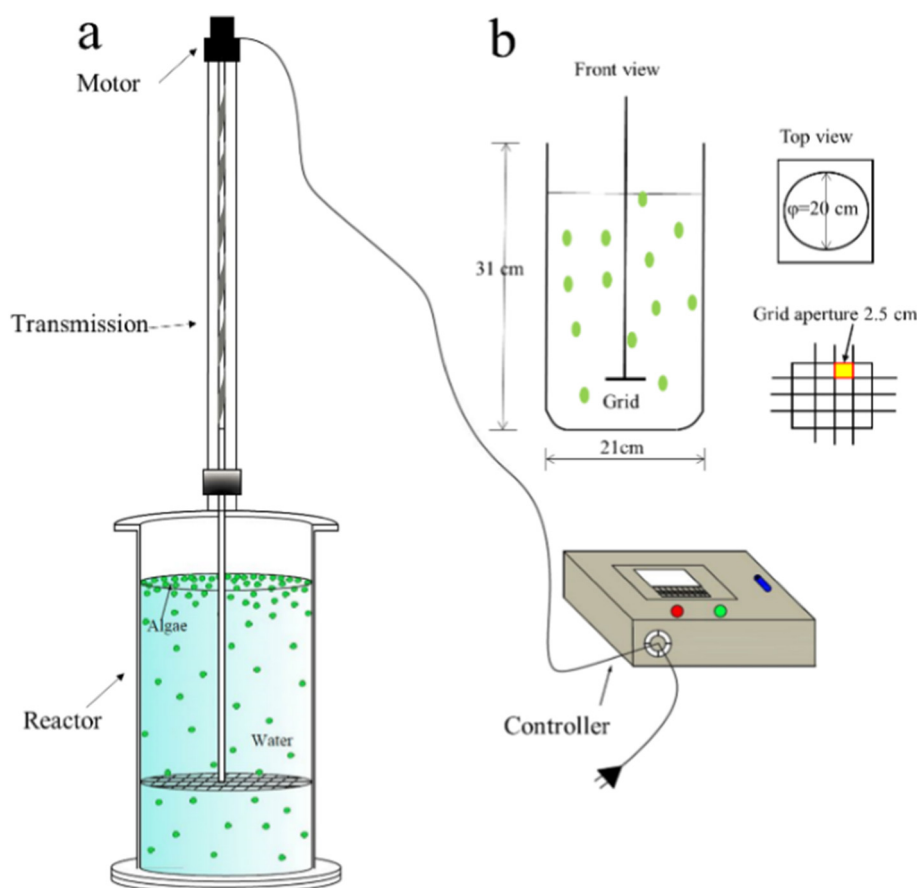 a
Motor
Transmission
Algae
Reactor
Water
b
Front view
Top view
φ=20 cm
31 cm
Grid aperture 2.5 cm
Grid
21cm
Controller